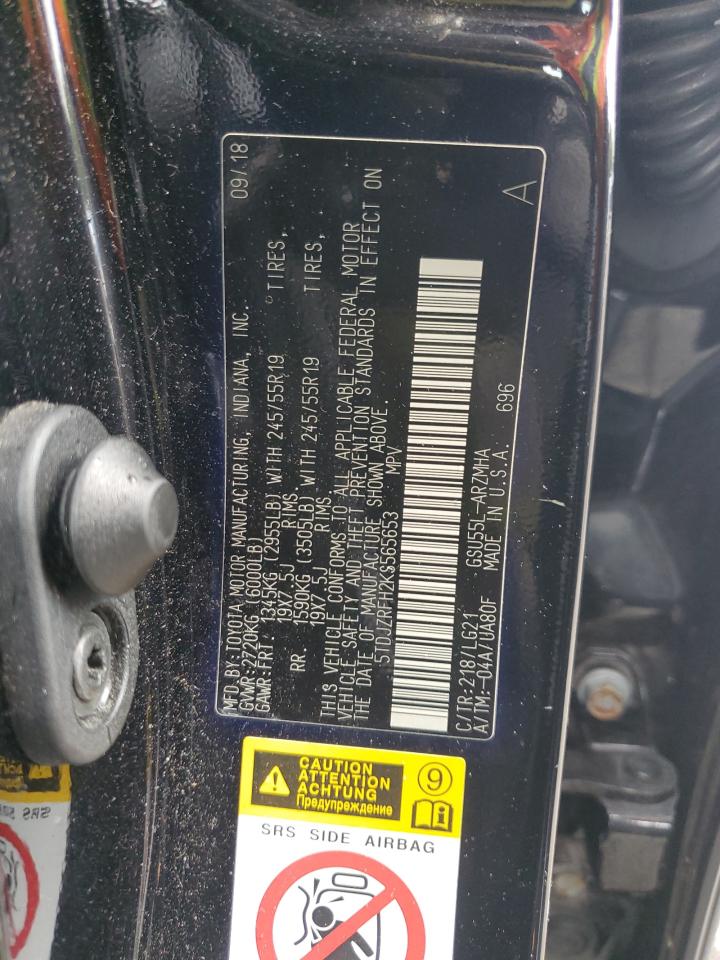 MFD.BY:TOYOTA MOTOR MANUFACTURING, INDIANA, INC. 09/18
GVWR:2720KG (6000LB)
GAWR:FRT. 1345KG (2955LB) WITH 245/55R19 TIRES,
19X7.5J RIMS
RR. 1590KG (3505LB) WITH 245/55R19 TIRES,
19X7.5J RIMS,
THIS VEHICLE CONFORMS TO ALL APPLICABLE FEDERAL MOTOR
VEHICLE SAFETY AND THEFT PREVENTION STANDARDS IN EFFECT ON
THE DATE OF MANUFACTURE SHOWN ABOVE.
5TDJZRFH2KS565653 MPV
C/TR:218/LG21 GSU55L-ARZMHA A
A/TM:-04A/UA80F MADE IN U.S.A. 696
CAUTION
ATTENTION
ACHTUNG
Предупреждение
9
SRS SIDE AIRBAG